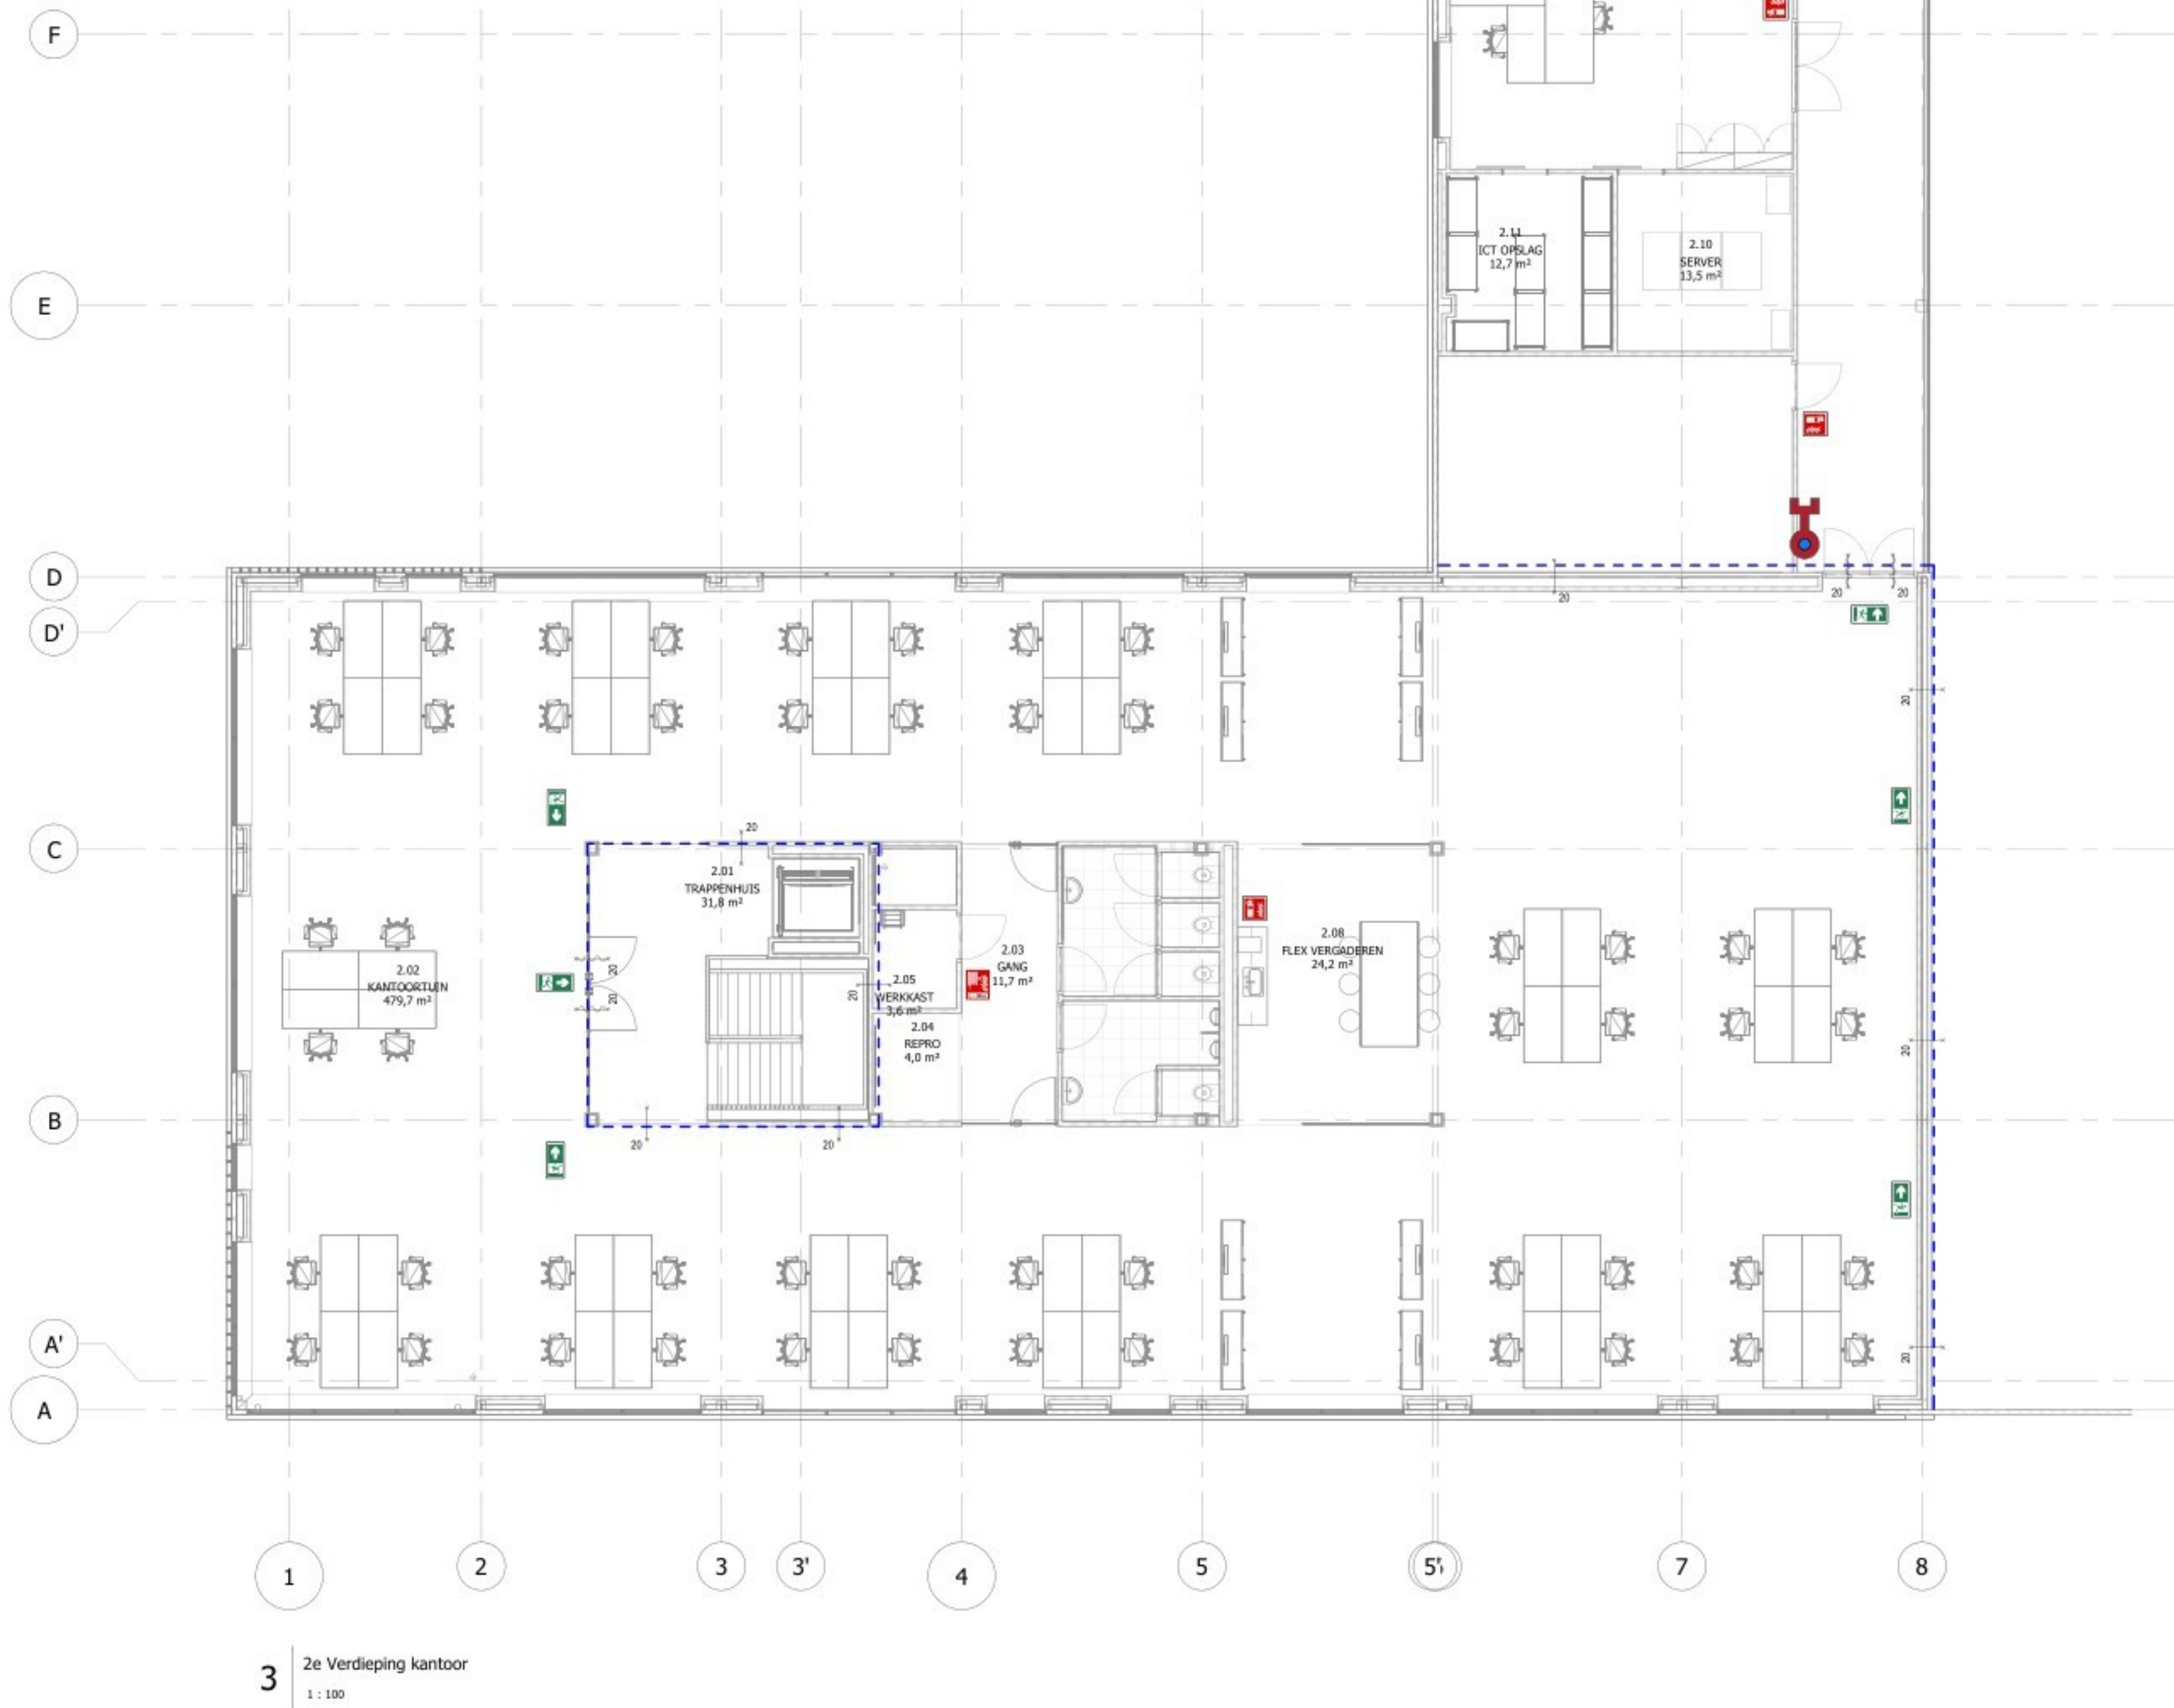 F
2.11
ICT OPSLAG
12,7 m²
2.10
SERVER
13,5 m²
E
D
20
20
20
D'
20
20
C
2.01
TRAPPENHUIS
31,8 m²
2.08
FLEX VERGADEREN
24,2 m²
2.03
GANG
11,7 m²
2.02
KANTOORTUIN
479,7 m²
20
20
20
2.05
WERKKAST
3,6 m²
2.04
REPRO
4,0 m²
20
B
20
20
A'
20
A
1
2
3
3'
4
5
5'
7
8
3
2e Verdieping kantoor
1 : 100